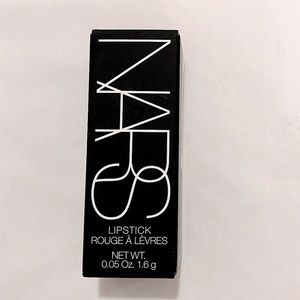 NARS
LIPSTICK
ROUGE À LÈVRES
NET WT.
0.05 Oz. 1.6 g